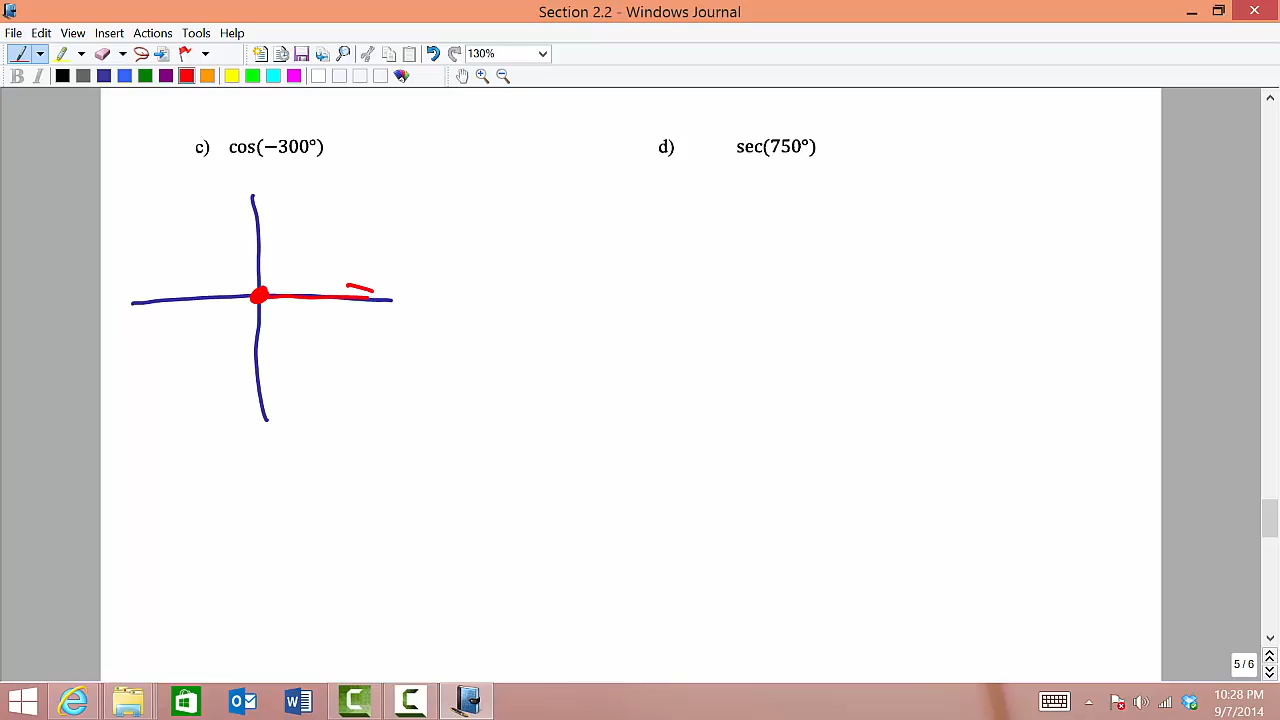 Section 2.2 - Windows Journal
File Edit View Insert Actions Tools Help
130%
B I
c) cos(−300°) d) sec(750°)
5 / 6
10:28 PM
9/7/2014